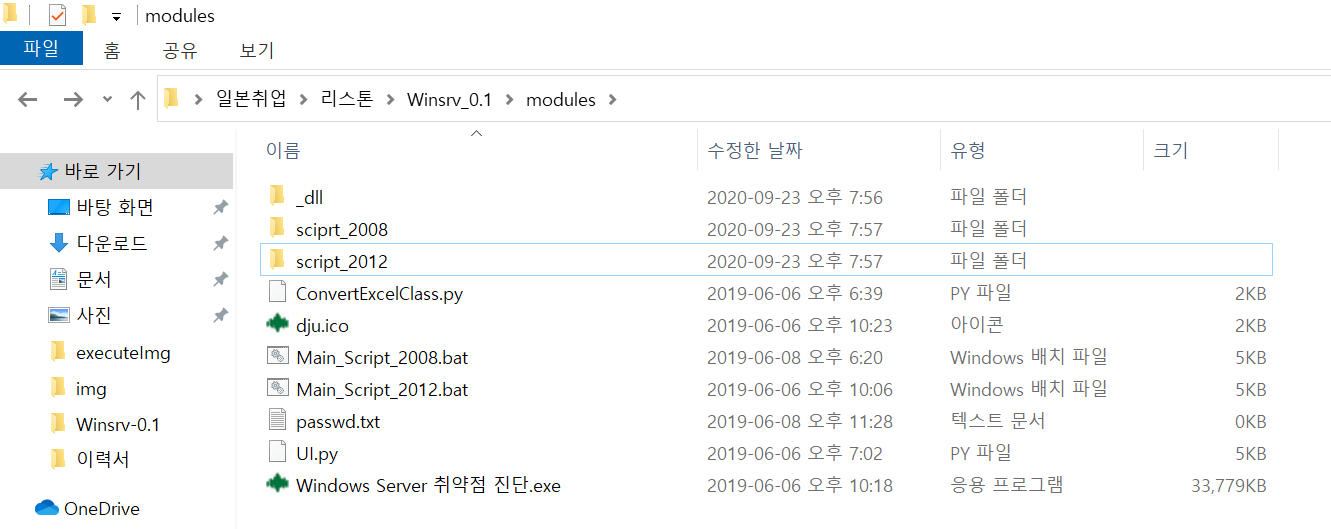 modules
파일 홈 공유 보기
일본취업 리스톤 Winsrv_0.1 modules
이름 수정한 날짜 유형 크기
바로 가기
바탕 화면
다운로드
문서
사진
executeImg
img
Winsrv-0.1
이력서
OneDrive
_dll 2020-09-23 오후 7:56 파일 폴더
sciprt_2008 2020-09-23 오후 7:57 파일 폴더
script_2012 2020-09-23 오후 7:57 파일 폴더
ConvertExcelClass.py 2019-06-06 오후 6:39 PY 파일 2KB
dju.ico 2019-06-06 오후 10:23 아이콘 2KB
Main_Script_2008.bat 2019-06-08 오후 6:20 Windows 배치 파일 5KB
Main_Script_2012.bat 2019-06-06 오후 10:06 Windows 배치 파일 5KB
passwd.txt 2019-06-08 오후 11:28 텍스트 문서 0KB
UI.py 2019-06-06 오후 7:02 PY 파일 5KB
Windows Server 취약점 진단.exe 2019-06-06 오후 10:18 응용 프로그램 33,779KB